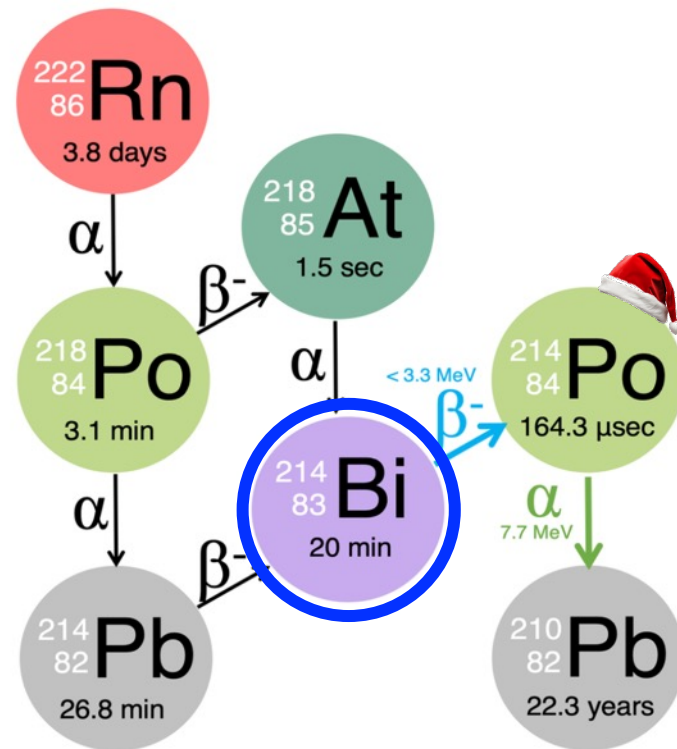 222
86 Rn
3.8 days
α
218
85 At
1.5 sec
β-
218
84 Po
3.1 min
α
< 3.3 MeV
β-
214
84 Po
164.3 μsec
α
214
83 Bi
20 min
α
7.7 MeV
β-
214
82 Pb
26.8 min
210
82 Pb
22.3 years